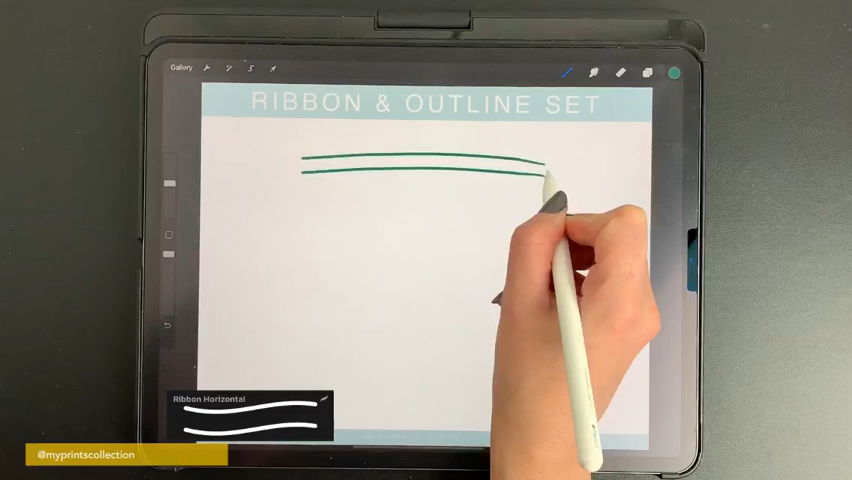 Gallery
RIBBON & OUTLINE SET
Ribbon Horizontal
@myprintscollection